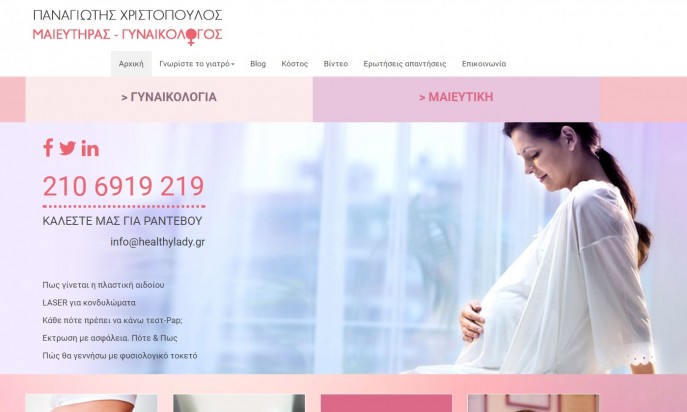 ΠΑΝΑΓΙΩΤΗΣ ΧΡΙΣΤΟΠΟΥΛΟΣ
ΜΑΙΕΥΤΗΡΑΣ - ΓΥΝΑΙΚΟΛΟΓΟΣ
Αρχική Γνωρίστε το γιατρό Blog Κόστος Βίντεο Ερωτήσεις απαντήσεις Επικοινωνία
> ΓΥΝΑΙΚΟΛΟΓΙΑ > ΜΑΙΕΥΤΙΚΗ
210 6919 219
ΚΑΛΕΣΤΕ ΜΑΣ ΓΙΑ ΡΑΝΤΕΒΟΥ
info@healthylady.gr
Πως γίνεται η πλαστική αιδοίου
LASER για κονδυλώματα
Κάθε πότε πρέπει να κάνω τεστ-Pap;
Εκτρωση με ασφάλεια. Πότε & Πως
Πώς θα γεννήσω με φυσιολογικό τοκετό